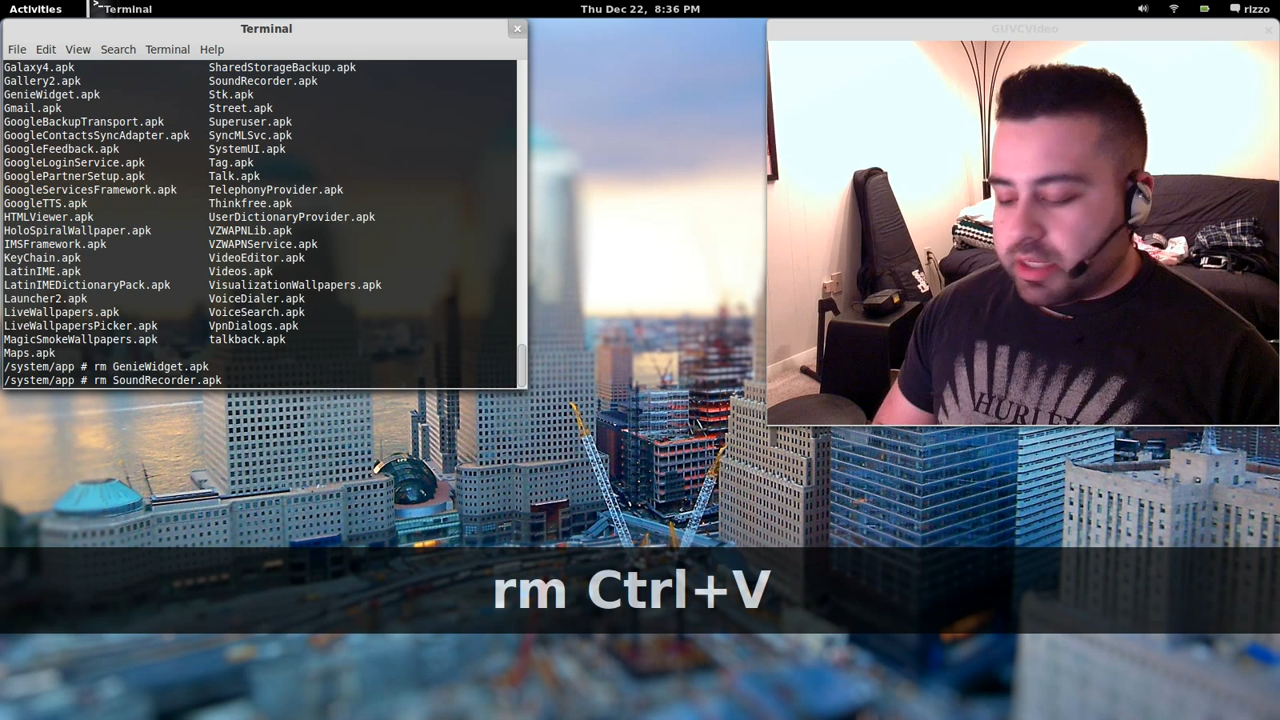 Activities
Terminal
Thu Dec 22, 8:36 PM
rizzo
Terminal
File Edit View Search Terminal Help
Galaxy4.apk SharedStorageBackup.apk
Gallery2.apk SoundRecorder.apk
GenieWidget.apk Stk.apk
Gmail.apk Street.apk
GoogleBackupTransport.apk Superuser.apk
GoogleContactsSyncAdapter.apk SyncMLSvc.apk
GoogleFeedback.apk SystemUI.apk
GoogleLoginService.apk Tag.apk
GooglePartnerSetup.apk Talk.apk
GoogleServicesFramework.apk TelephonyProvider.apk
GoogleTTS.apk Thinkfree.apk
HTMLViewer.apk UserDictionaryProvider.apk
HoloSpiralWallpaper.apk VZWAPNLib.apk
IMSFramework.apk VZWAPNService.apk
KeyChain.apk VideoEditor.apk
LatinIME.apk Videos.apk
LatinIMEDictionaryPack.apk VisualizationWallpapers.apk
Launcher2.apk VoiceDialer.apk
LiveWallpapers.apk VoiceSearch.apk
LiveWallpapersPicker.apk VpnDialogs.apk
MagicSmokeWallpapers.apk talkback.apk
Maps.apk
/system/app # rm GenieWidget.apk
/system/app # rm SoundRecorder.apk
GUVCVideo
HURLEY
rm Ctrl+V